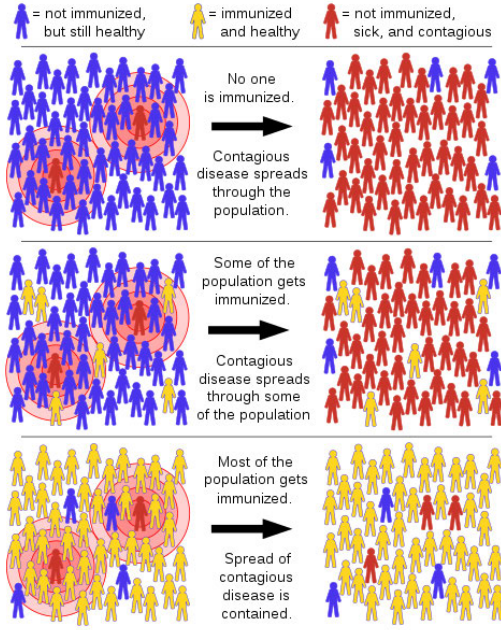 = not immunized,
but still healthy
= immunized
and healthy
= not immunized,
sick, and contagious
No one
is immunized.
Contagious
disease spreads
through the
population.
Some of the
population gets
immunized.
Contagious
disease spreads
through some
of the population
Most of the
population gets
immunized.
Spread of
contagious
disease is
contained.